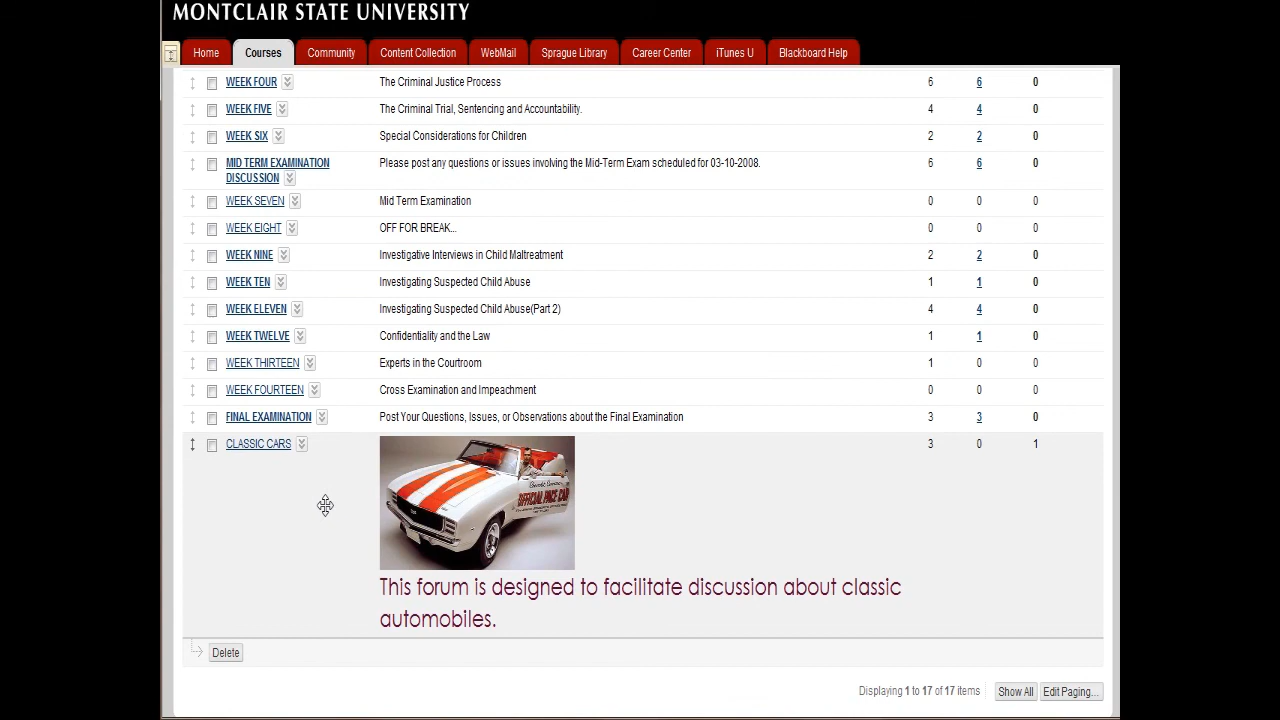 MONTCLAIR STATE UNIVERSITY
Home Courses Community Content Collection WebMail Sprague Library Career Center iTunes U Blackboard Help
WEEK FOUR The Criminal Justice Process 6 6 0
WEEK FIVE The Criminal Trial, Sentencing and Accountability. 4 4 0
WEEK SIX Special Considerations for Children 2 2 0
MID TERM EXAMINATION Please post any questions or issues involving the Mid-Term Exam scheduled for 03-10-2008. 6 6 0
DISCUSSION
WEEK SEVEN Mid Term Examination 0 0 0
WEEK EIGHT OFF FOR BREAK... 0 0 0
WEEK NINE Investigative Interviews in Child Maltreatment 2 2 0
WEEK TEN Investigating Suspected Child Abuse 1 1 0
WEEK ELEVEN Investigating Suspected Child Abuse(Part 2) 4 4 0
WEEK TWELVE Confidentiality and the Law 1 1 0
WEEK THIRTEEN Experts in the Courtroom 1 0 0
WEEK FOURTEEN Cross Examination and Impeachment 0 0 0
FINAL EXAMINATION Post Your Questions, Issues, or Observations about the Final Examination 3 3 0
CLASSIC CARS 3 0 1
OFFICIAL PACE CAR
This forum is designed to facilitate discussion about classic
automobiles.
Delete
Displaying 1 to 17 of 17 items Show All Edit Paging...